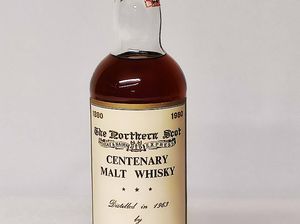 1880 1980
The Northern Scot
CENTENARY
MALT WHISKY
Distilled in 1963
by